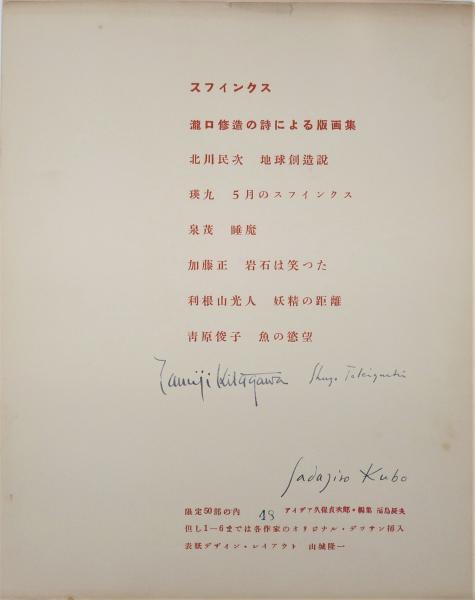 スフインクス
瀧口修造の詩による版画集
北川民次 地球創造説
瑛九 5月のスフインクス
泉茂 睡魔
加藤正 岩石は笑つた
利根山光人 妖精の距離
青原俊子 魚の慾望
Tamiji Kitagawa Shuzo Takiguchi
Sadajiro Kubo
限定50部の内 48 アイデア久保貞次郎・編集 福島辰夫
但し1—6までは各作家のオリジナル・デツサン挿入
表紙デザイン・レイアウト 山城隆一